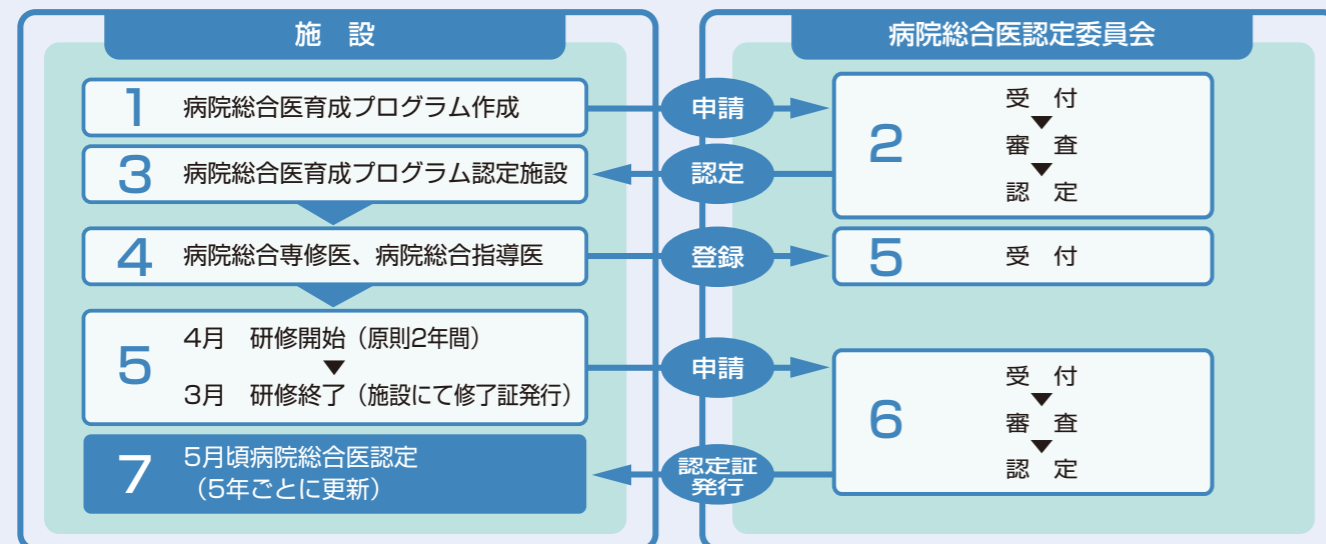 施　設
病院総合医認定委員会
1 病院総合医育成プログラム作成
申請
2
受　付
▼
審　査
▼
認　定
認定
3 病院総合医育成プログラム認定施設
4 病院総合専修医、病院総合指導医
登録
5 受　付
5
4月　研修開始（原則2年間）
▼
3月　研修終了（施設にて修了証発行）
申請
6
受　付
▼
審　査
▼
認　定
認定証
発行
7
5月頃病院総合医認定
（5年ごとに更新）